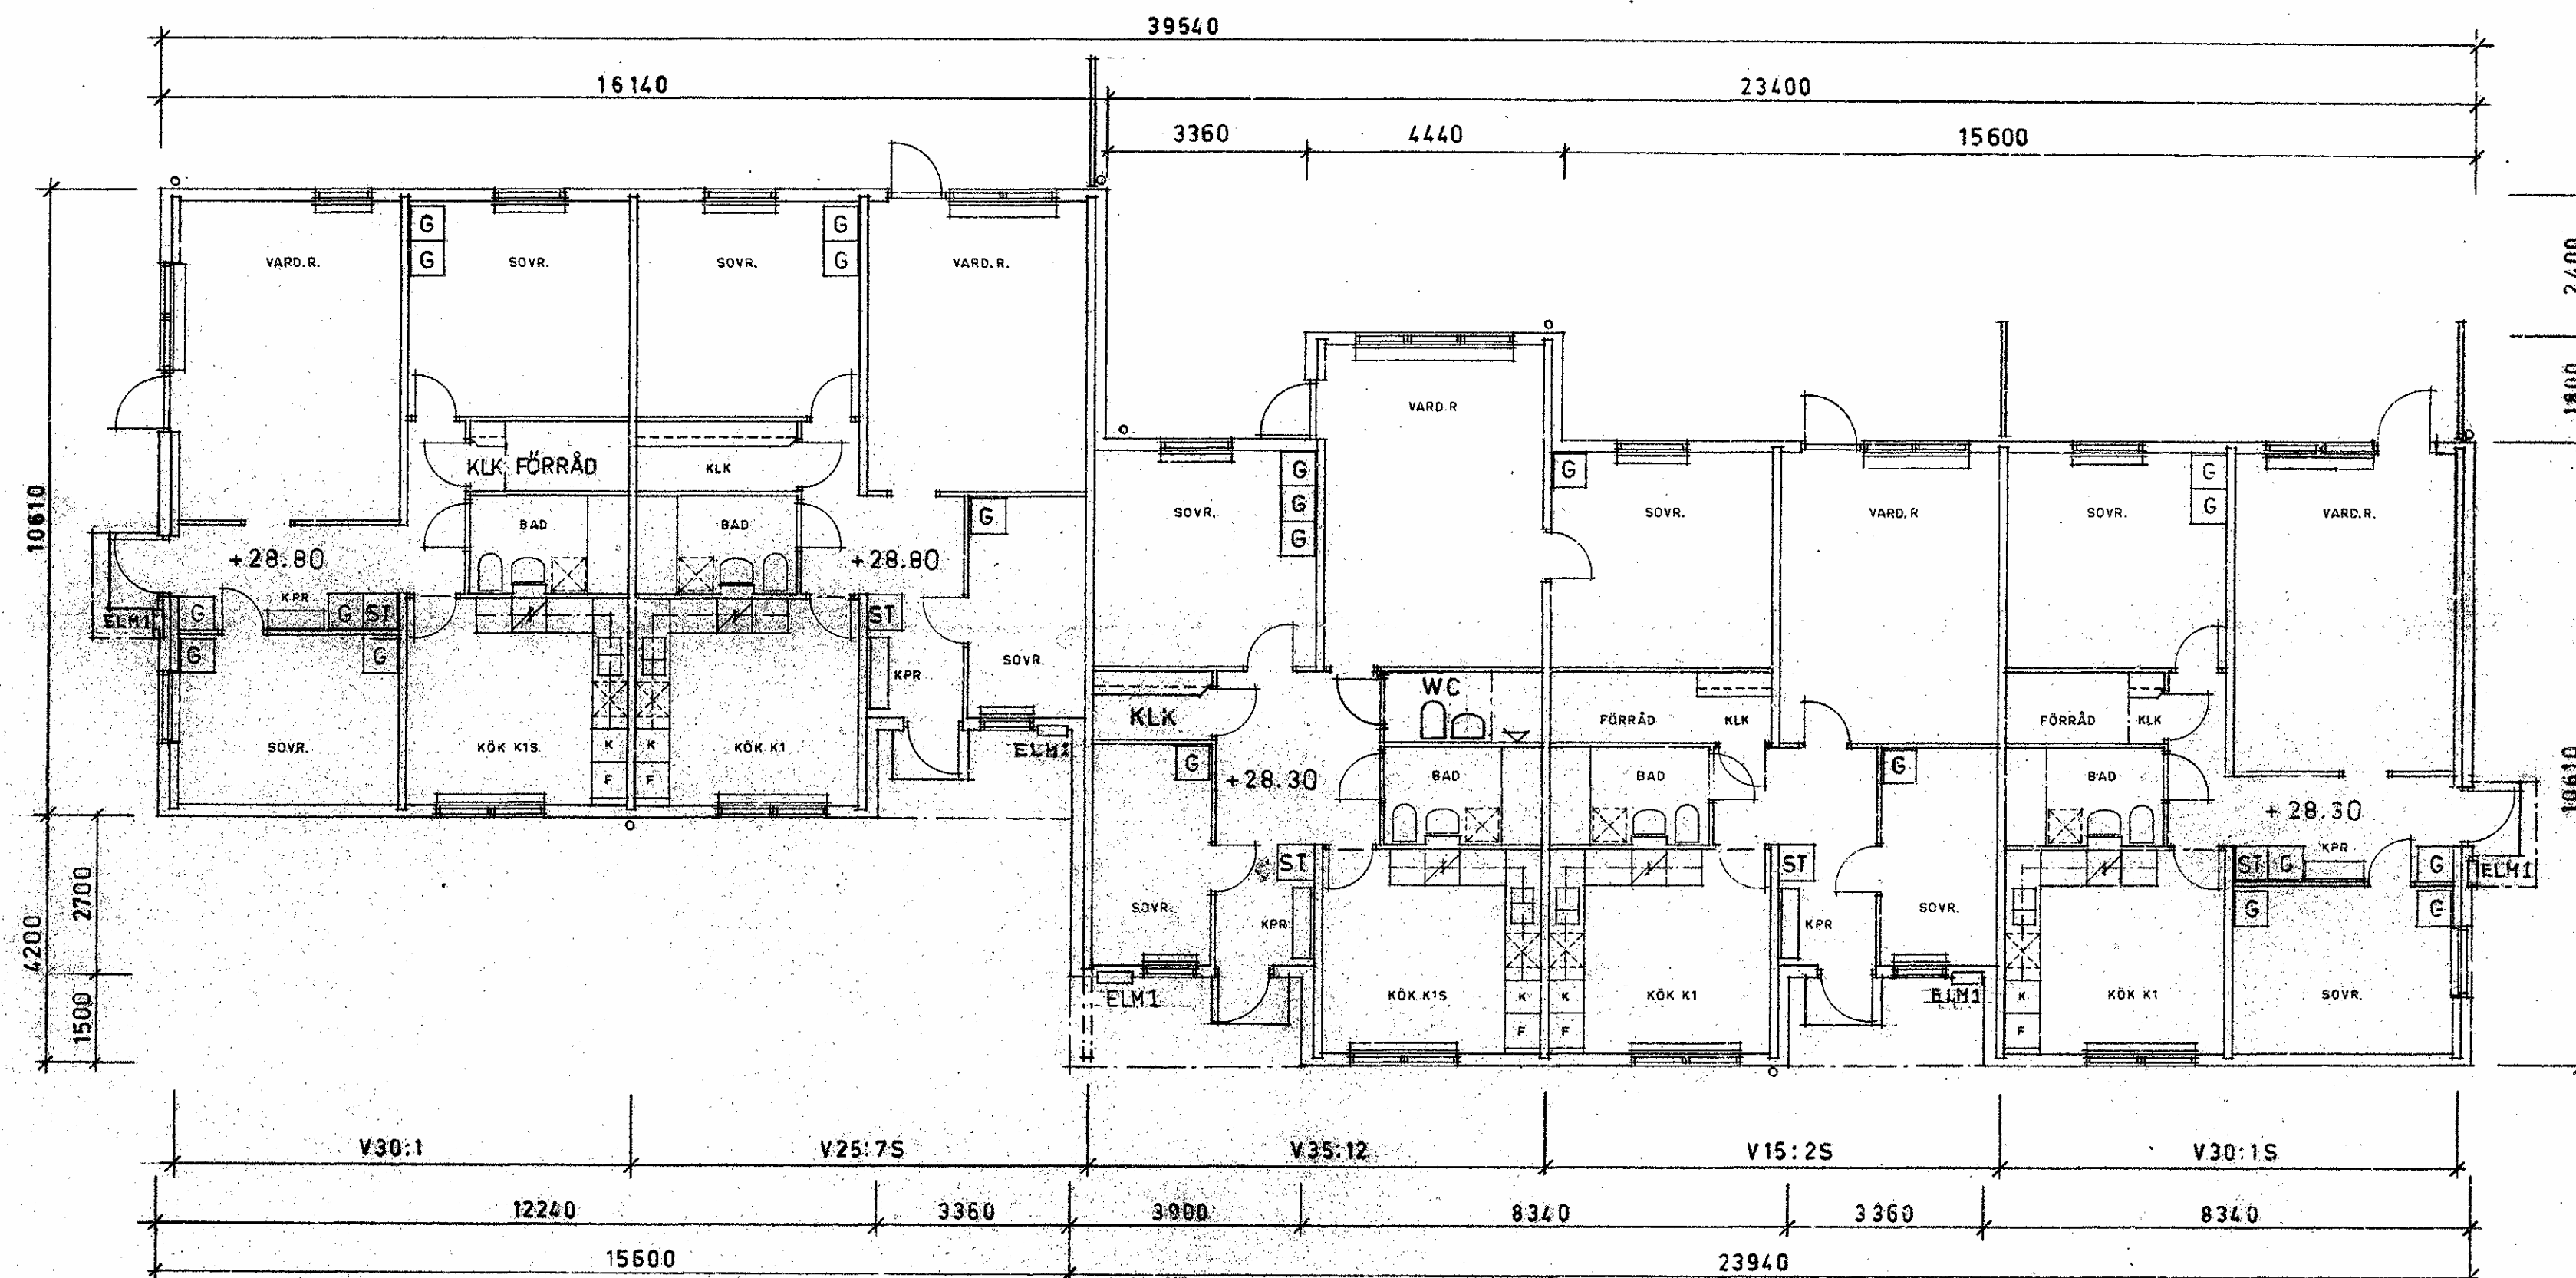 39540
16140
23400
3360
4440
15600
10610
4200
2700
1500
2400
1800
10610
G
G
G
G
VARD.R.
SOVR.
SOVR.
VARD.R.
KLK FÖRRÅD
KLK
BAD
BAD
G
+28.80
+28.80
KPR
G
G
ST
ELM1
G
G
ST
KPR
SOVR.
SOVR.
KÖK K1S
KÖK K1
K
K
F
F
VARD.R
G
G
G
G
G
G
SOVR.
SOVR.
VARD.R
SOVR.
VARD.R.
WC
KLK
FÖRRÅD
KLK
FÖRRÅD
KLK
G
G
+28.30
BAD
BAD
BAD
+28.30
ST
ST
ST
G
KPR
G
ELM1
G
G
SOVR.
KPR
KPR
SOVR.
ELM1
KÖK K1S
K
K
KÖK K1
ELM1
K
KÖK K1
SOVR.
F
F
F
V30:1
V25:7S
V35:12
V15:2S
V30:1S
12240
3360
3900
8340
3360
8340
15600
23940